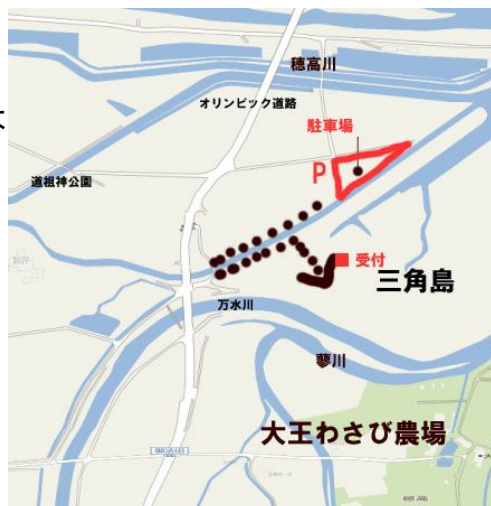 穂高川
オリンピック道路
は
駐車場
P
道祖神公園
受付
三角島
万水川
蓼川
大王わさび農場